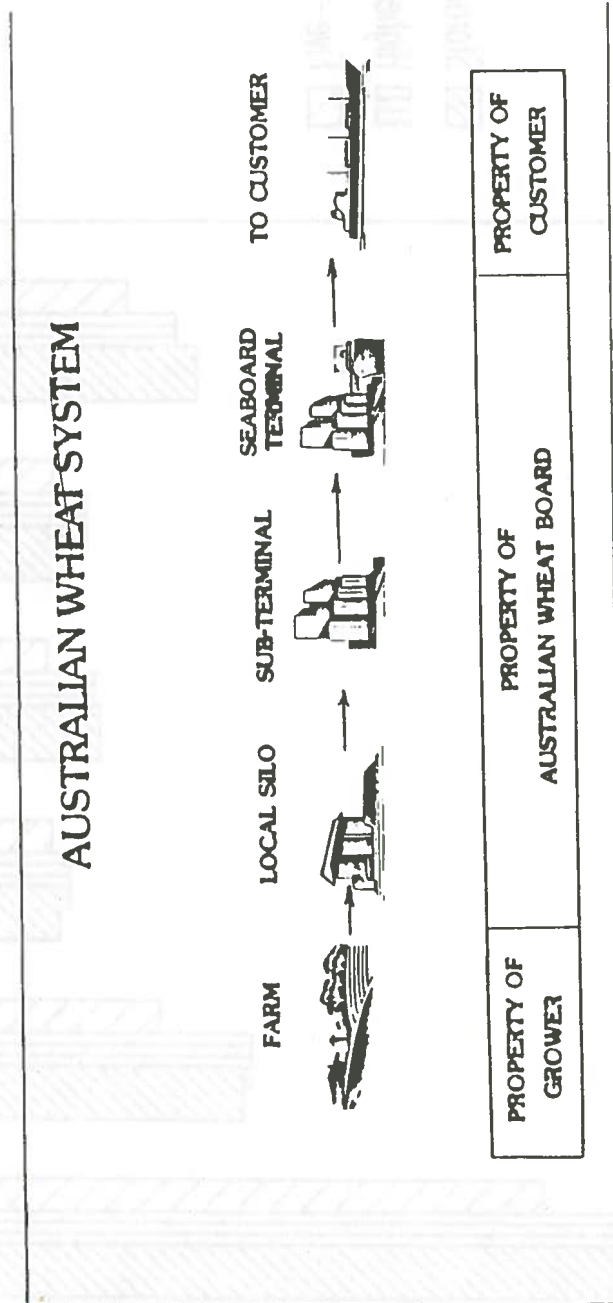 AUSTRALIAN WHEAT SYSTEM
FARM
LOCAL SILO
SUB-TERMINAL
SEABOARD
TERMINAL
TO CUSTOMER
PROPERTY OF
GROWER
PROPERTY OF
AUSTRALIAN WHEAT BOARD
PROPERTY OF
CUSTOMER